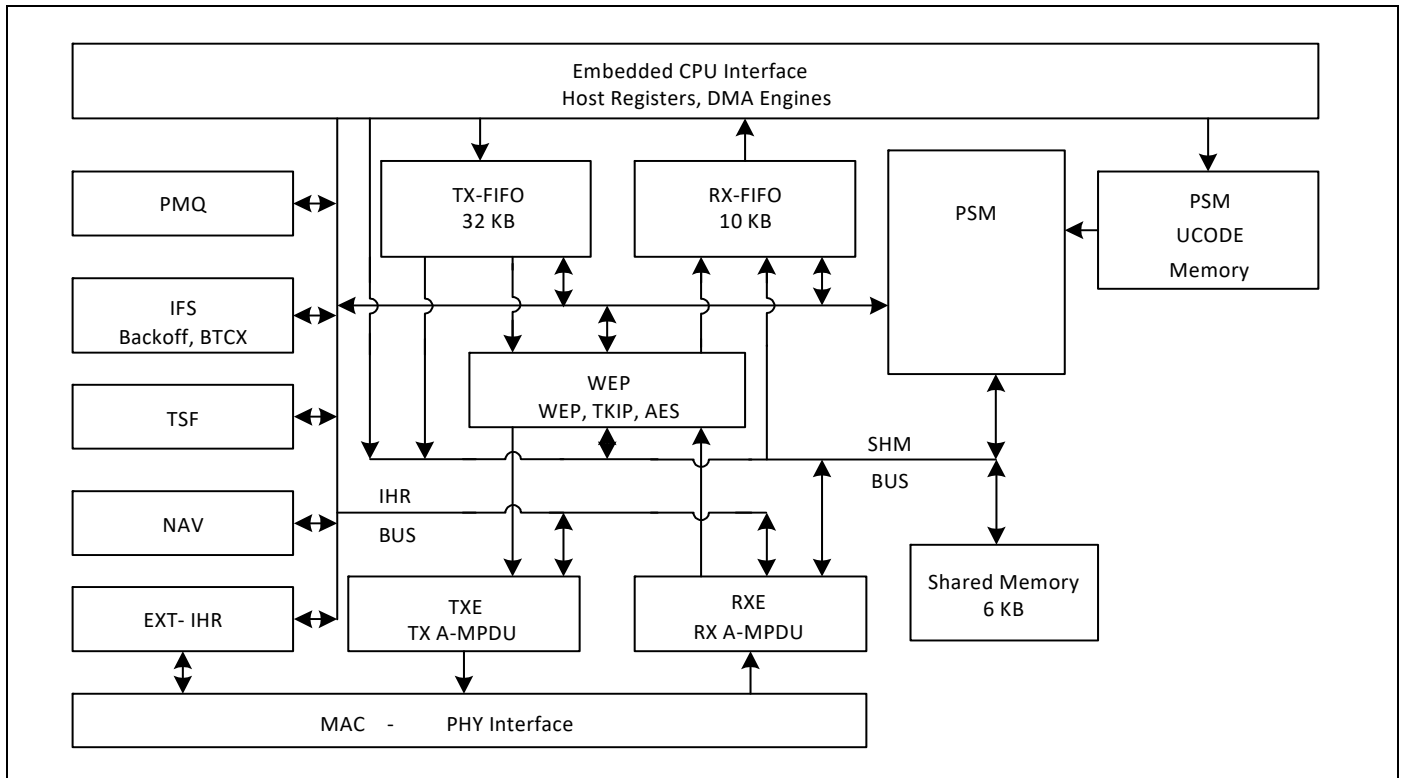 Embedded CPU Interface
Host Registers, DMA Engines
PMQ
TX-FIFO
32 KB
RX-FIFO
10 KB
PSM
PSM
UCODE
Memory
IFS
Backoff, BTCX
WEP
WEP, TKIP, AES
TSF
SHM
BUS
IHR
BUS
NAV
Shared Memory
6 KB
EXT- IHR
TXE
TX A-MPDU
RXE
RX A-MPDU
MAC - PHY Interface